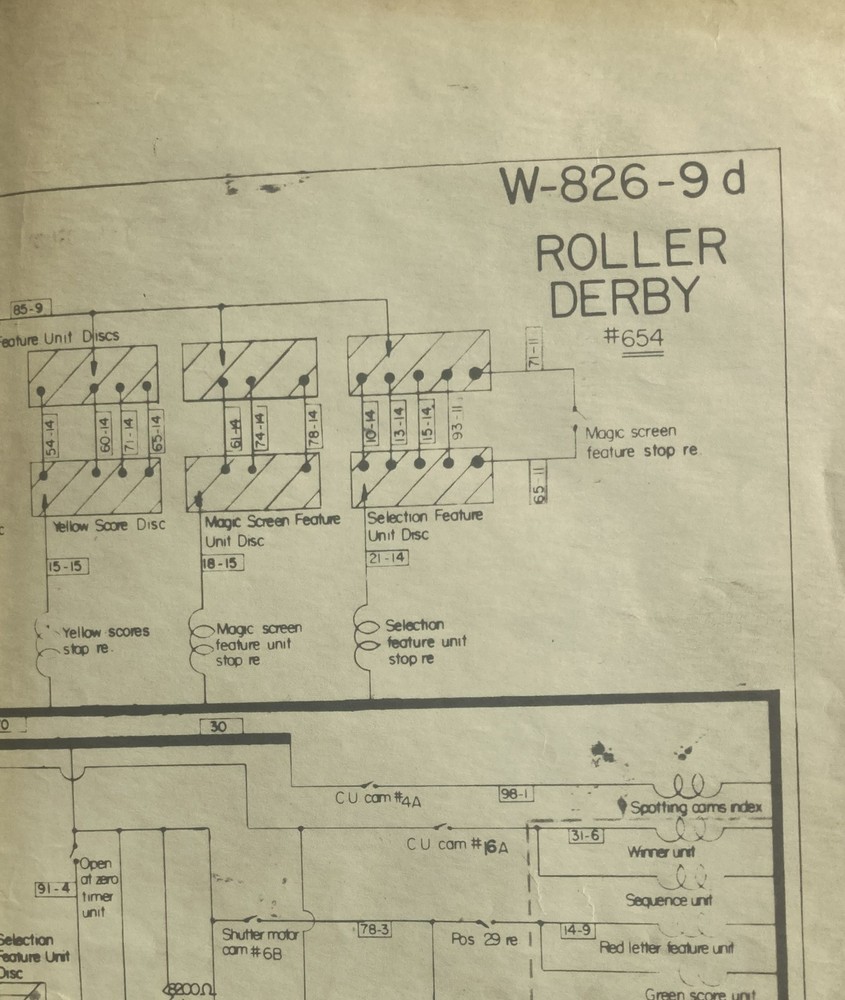 W-826-9 d
ROLLER
DERBY
#654
85-9
Feature Unit Discs
71-11
54-14
60-14
71-14
65-14
61-14
74-14
78-14
10-14
13-14
15-14
93-11
Magic screen
feature stop re.
65 11
Yellow Score Disc
Magic Screen Feature
Unit Disc
Selection Feature
Unit Disc
15-15
18-15
21-14
Yellow scores
stop re.
Magic screen
feature unit
stop re
Selection
feature unit
stop re
30
C U cam #4A
98-1
Spotting cams index
C U cam #16A
31-6
Winner unit
Open
at zero
timer
unit
91-4
Sequence unit
Shutter motor
cam #6B
78-3
Pos 29 re
14-9
Red letter feature unit
Selection
Feature Unit
Disc
8200Ω
Green score unit